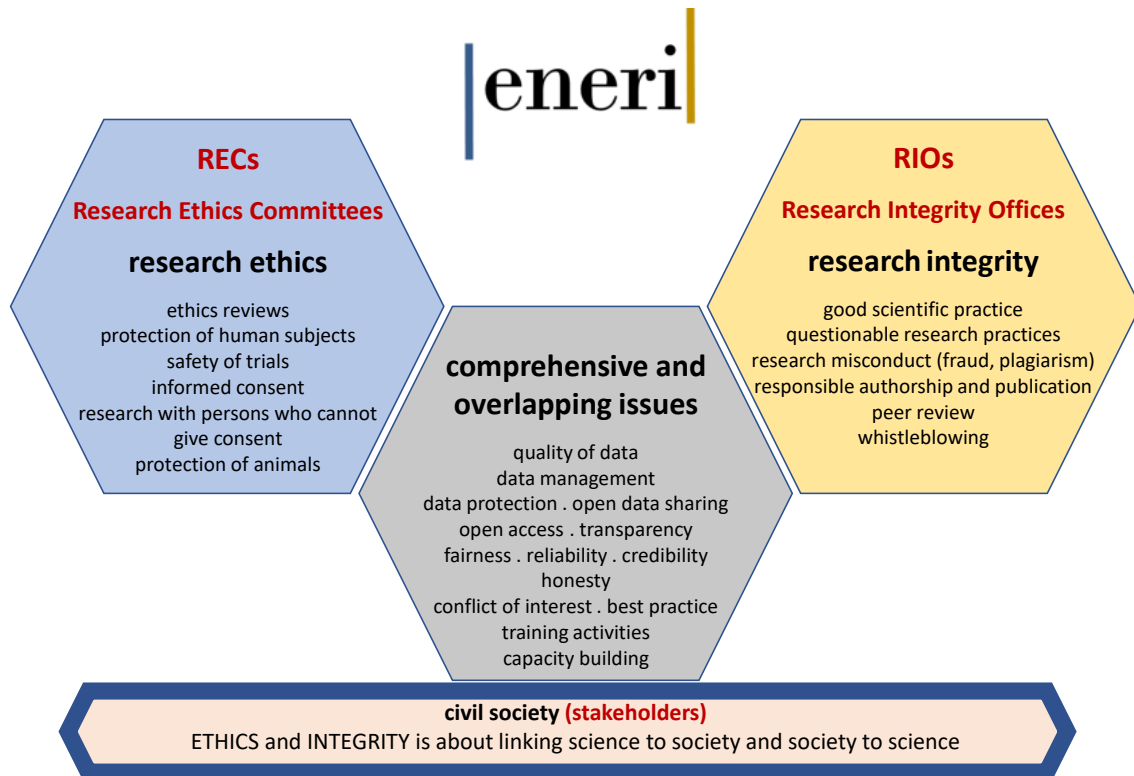 eneri
RECs
Research Ethics Committees
research ethics
ethics reviews
protection of human subjects
safety of trials
informed consent
research with persons who cannot
give consent
protection of animals
comprehensive and
overlapping issues
quality of data
data management
data protection . open data sharing
open access . transparency
fairness . reliability . credibility
honesty
conflict of interest . best practice
training activities
capacity building
RIOs
Research Integrity Offices
research integrity
good scientific practice
questionable research practices
research misconduct (fraud, plagiarism)
responsible authorship and publication
peer review
whistleblowing
civil society (stakeholders)
ETHICS and INTEGRITY is about linking science to society and society to science